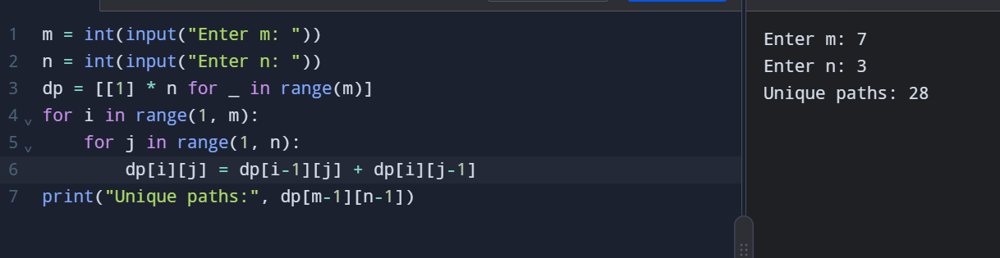 1 m = int(input("Enter m: "))
2 n = int(input("Enter n: "))
3 dp = [[1] * n for _ in range(m)]
4 for i in range(1, m):
5     for j in range(1, n):
6         dp[i][j] = dp[i-1][j] + dp[i][j-1]
7 print("Unique paths:", dp[m-1][n-1])
Enter m: 7
Enter n: 3
Unique paths: 28